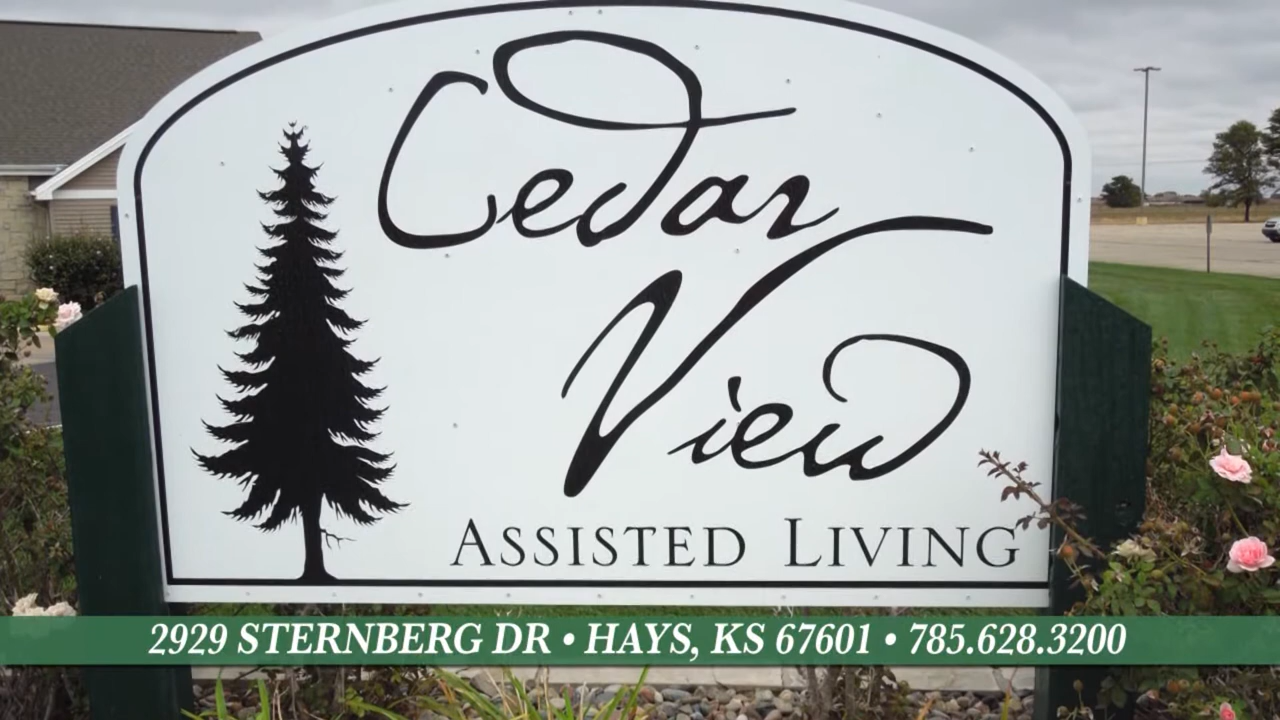 Cedar
View
ASSISTED LIVING
2929 STERNBERG DR • HAYS, KS 67601 • 785.628.3200